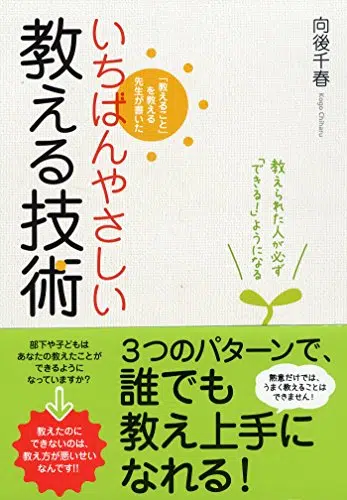 いちばんやさしい
教える技術
「教えること」
を教える
先生が書いた
向後千春
Kogo Chiharu
教えられた人が必ず
「できる!」ようになる
部下や子どもは
あなたの教えたことが
できるように
なっていますか?
教えたのに
できないのは、
教え方が悪いせい
なんです!!
3つのパターンで、
誰でも
教え上手に
なれる!
熱意だけでは、
うまく教えることは
できません!